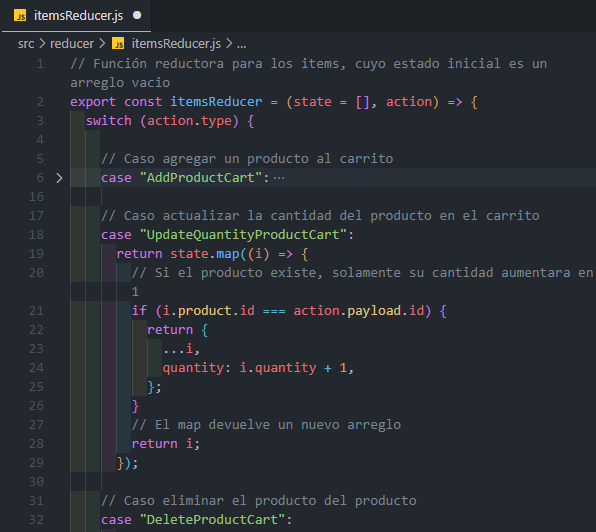 JS itemsReducer.js ●
src > reducer > JS itemsReducer.js > ...
1 // Función reductora para los items, cuyo estado inicial es un
arreglo vacio
2 export const itemsReducer = (state = [], action) => {
3 switch (action.type) {
4
5 // Caso agregar un producto al carrito
6 > case "AddProductCart": ⋯
16
17 // Caso actualizar la cantidad del producto en el carrito
18 case "UpdateQuantityProductCart":
19 return state.map((i) => {
20 // Si el producto existe, solamente su cantidad aumentara en
1
21 if (i.product.id === action.payload.id) {
22 return {
23 ...i,
24 quantity: i.quantity + 1,
25 };
26 }
27 // El map devuelve un nuevo arreglo
28 return i;
29 });
30
31 // Caso eliminar el producto del producto
32 case "DeleteProductCart":